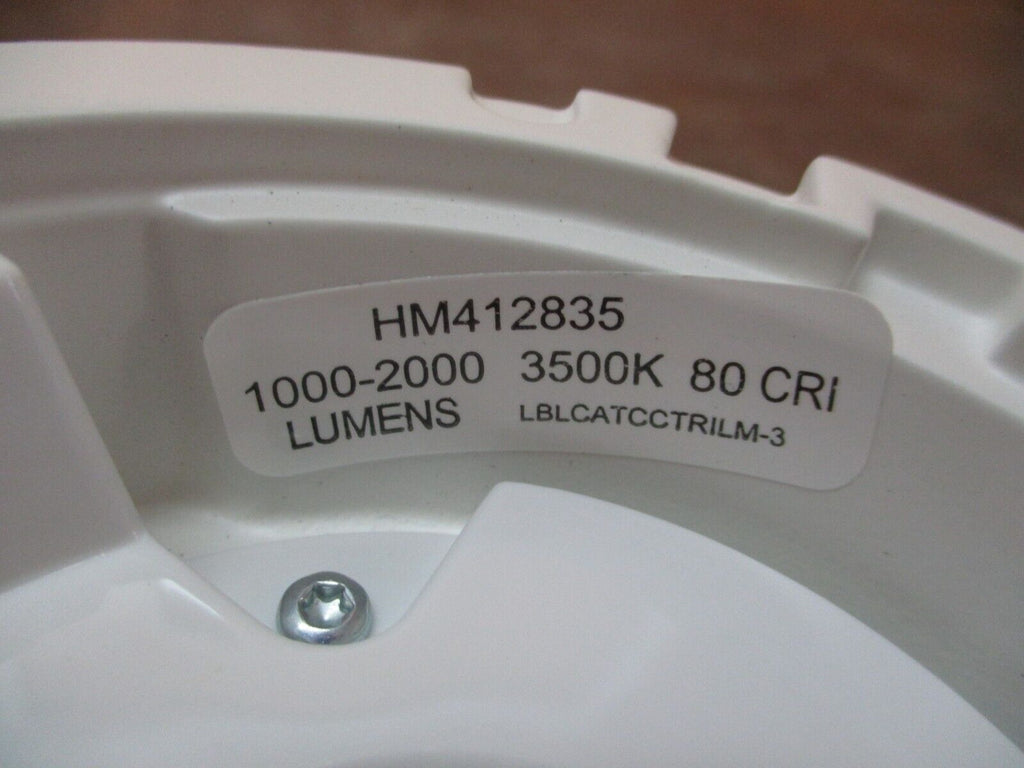 HM412835
1000-2000 3500K 80 CRI
LUMENS LBLCATCCTRILM-3